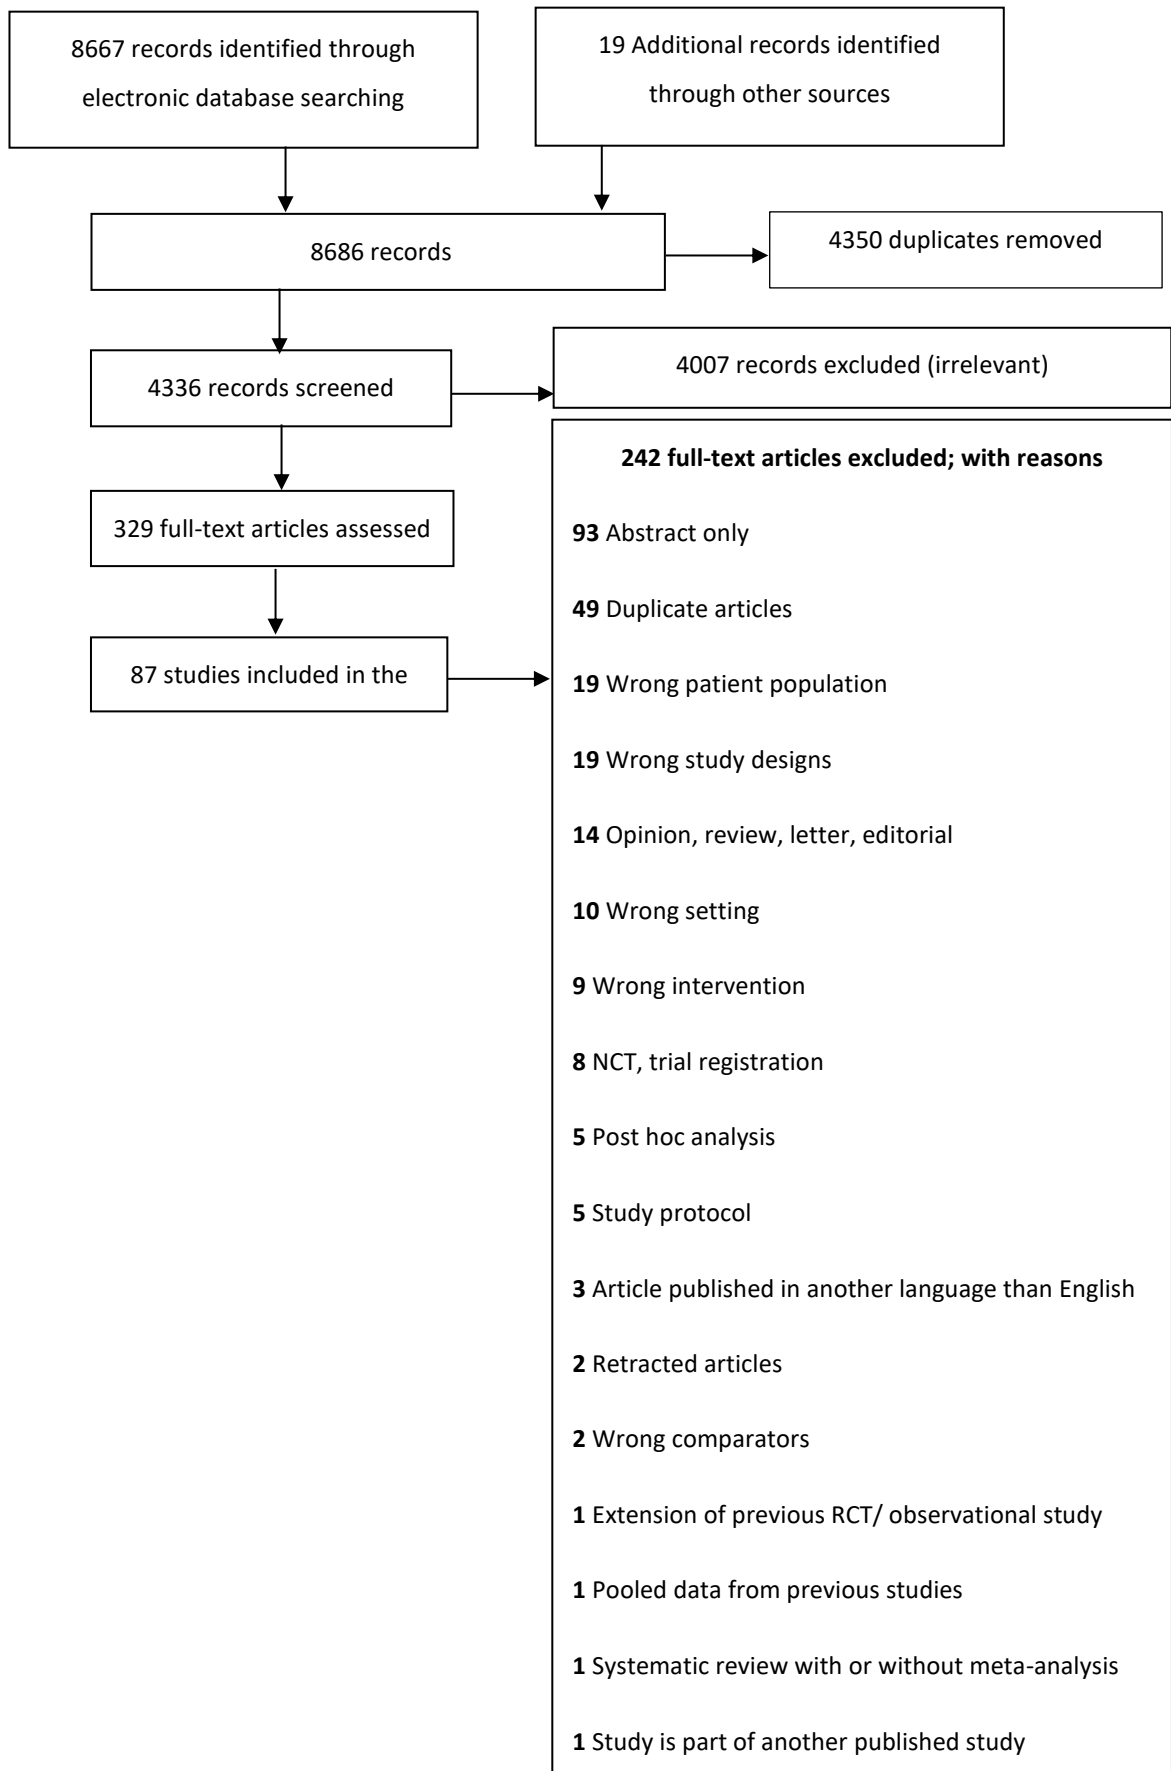 8667 records identified through
electronic database searching
19 Additional records identified
through other sources
8686 records
4350 duplicates removed
4336 records screened
4007 records excluded (irrelevant)
329 full-text articles assessed
87 studies included in the
242 full-text articles excluded; with reasons
93 Abstract only
49 Duplicate articles
19 Wrong patient population
19 Wrong study designs
14 Opinion, review, letter, editorial
10 Wrong setting
9 Wrong intervention
8 NCT, trial registration
5 Post hoc analysis
5 Study protocol
3 Article published in another language than English
2 Retracted articles
2 Wrong comparators
1 Extension of previous RCT/ observational study
1 Pooled data from previous studies
1 Systematic review with or without meta-analysis
1 Study is part of another published study